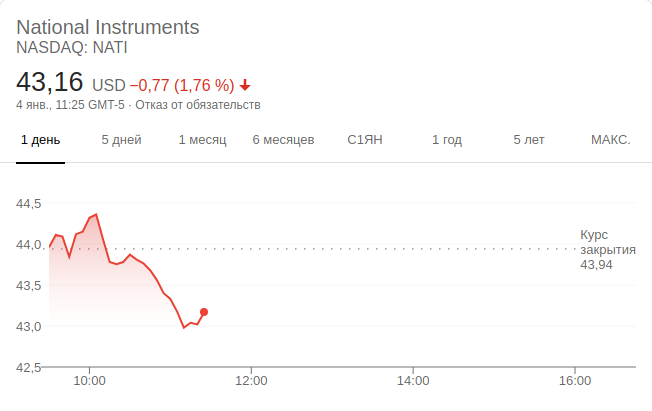 National Instruments
NASDAQ: NATI
43,16 USD −0,77 (1,76 %)
4 янв., 11:25 GMT-5 · Отказ от обязательств
1 день 5 дней 1 месяц 6 месяцев С1ЯН 1 год 5 лет МАКС.
44,5
44,0
43,5
43,0
42,5
Курс
закрытия
43,94
10:00 12:00 14:00 16:00